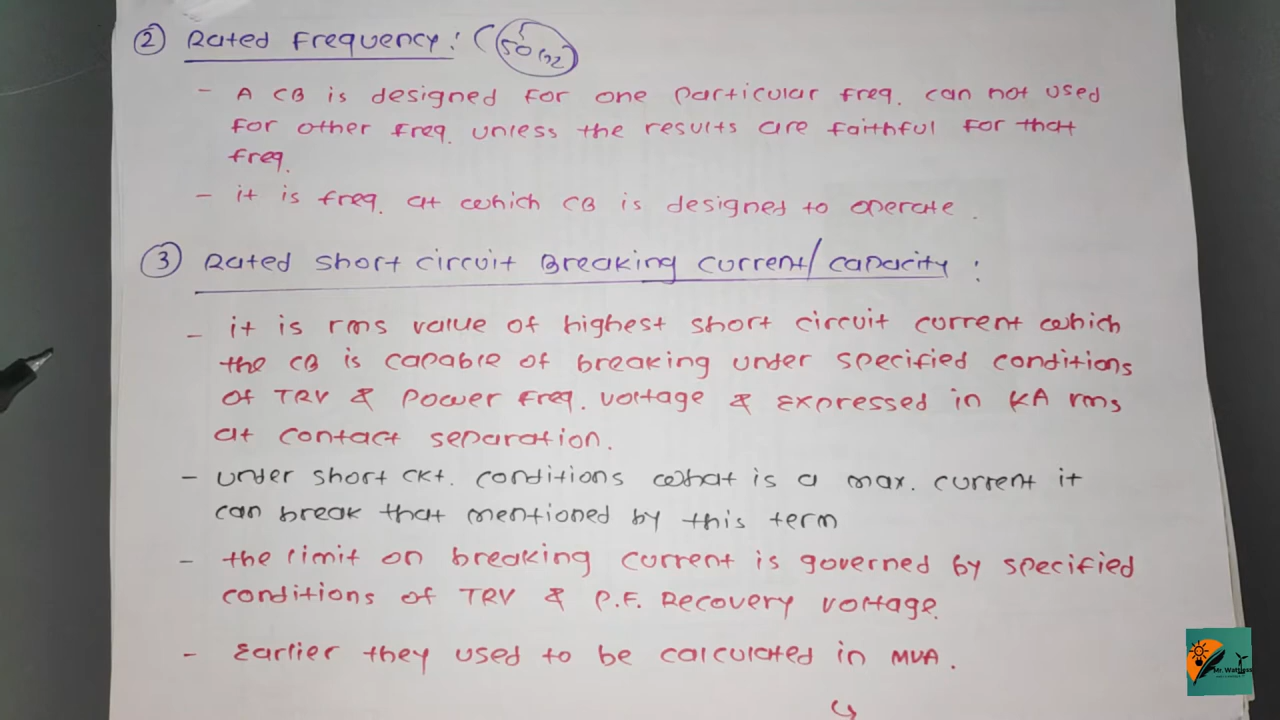 ② Rated Frequency : (50Hz)
- A CB is designed for one particular freq. can not used
for other freq. unless the results are faithful for that
freq.
- it is freq. at which CB is designed to operate.
③ Rated short circuit Breaking current/capacity :
- it is rms value of highest short circuit current which
the CB is capable of breaking under specified conditions
of TRV & power freq. voltage & expressed in KA rms
at contact separation.
- under short ckt. conditions what is a max. current it
can break that mentioned by this term
- the limit on breaking current is governed by specified
conditions of TRV & P.F. Recovery voltage.
- Earlier they used to be calculated in MVA.